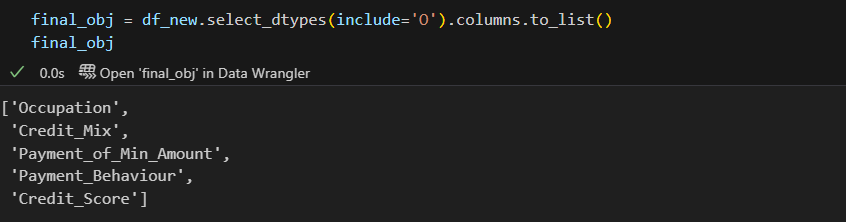 final_obj = df_new.select_dtypes(include='O').columns.to_list()
final_obj
0.0s Open 'final_obj' in Data Wrangler
['Occupation',
'Credit_Mix',
'Payment_of_Min_Amount',
'Payment_Behaviour',
'Credit_Score']